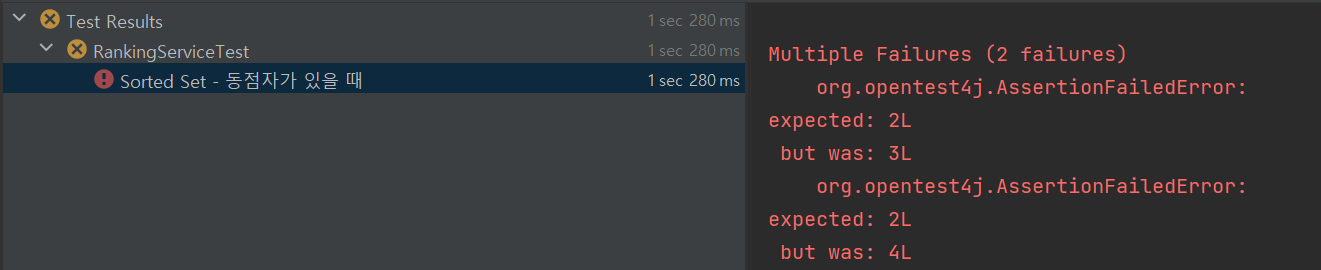 Test Results 1 sec 280 ms
RankingServiceTest 1 sec 280 ms
Sorted Set - 동점자가 있을 때 1 sec 280 ms
Multiple Failures (2 failures)
org.opentest4j.AssertionFailedError:
expected: 2L
but was: 3L
org.opentest4j.AssertionFailedError:
expected: 2L
but was: 4L